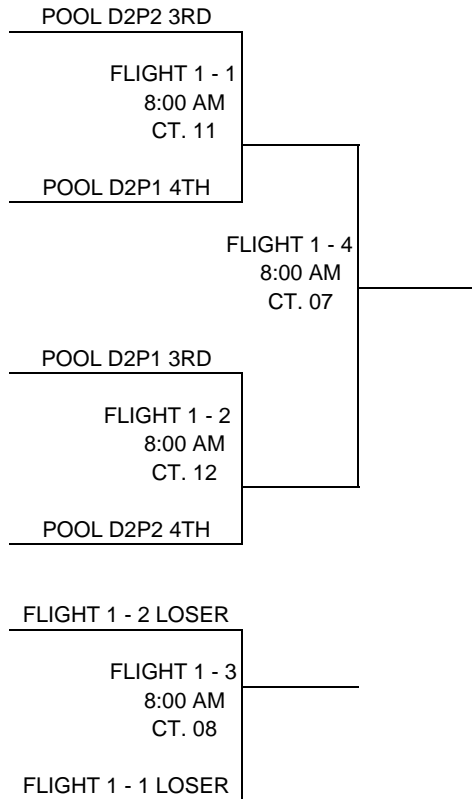 POOL D2P2 3RD
FLIGHT 1 - 1
8:00 AM
CT. 11
POOL D2P1 4TH
FLIGHT 1 - 4
8:00 AM
CT. 07
POOL D2P1 3RD
FLIGHT 1 - 2
8:00 AM
CT. 12
POOL D2P2 4TH
FLIGHT 1 - 2 LOSER
FLIGHT 1 - 3
8:00 AM
CT. 08
FLIGHT 1 - 1 LOSER